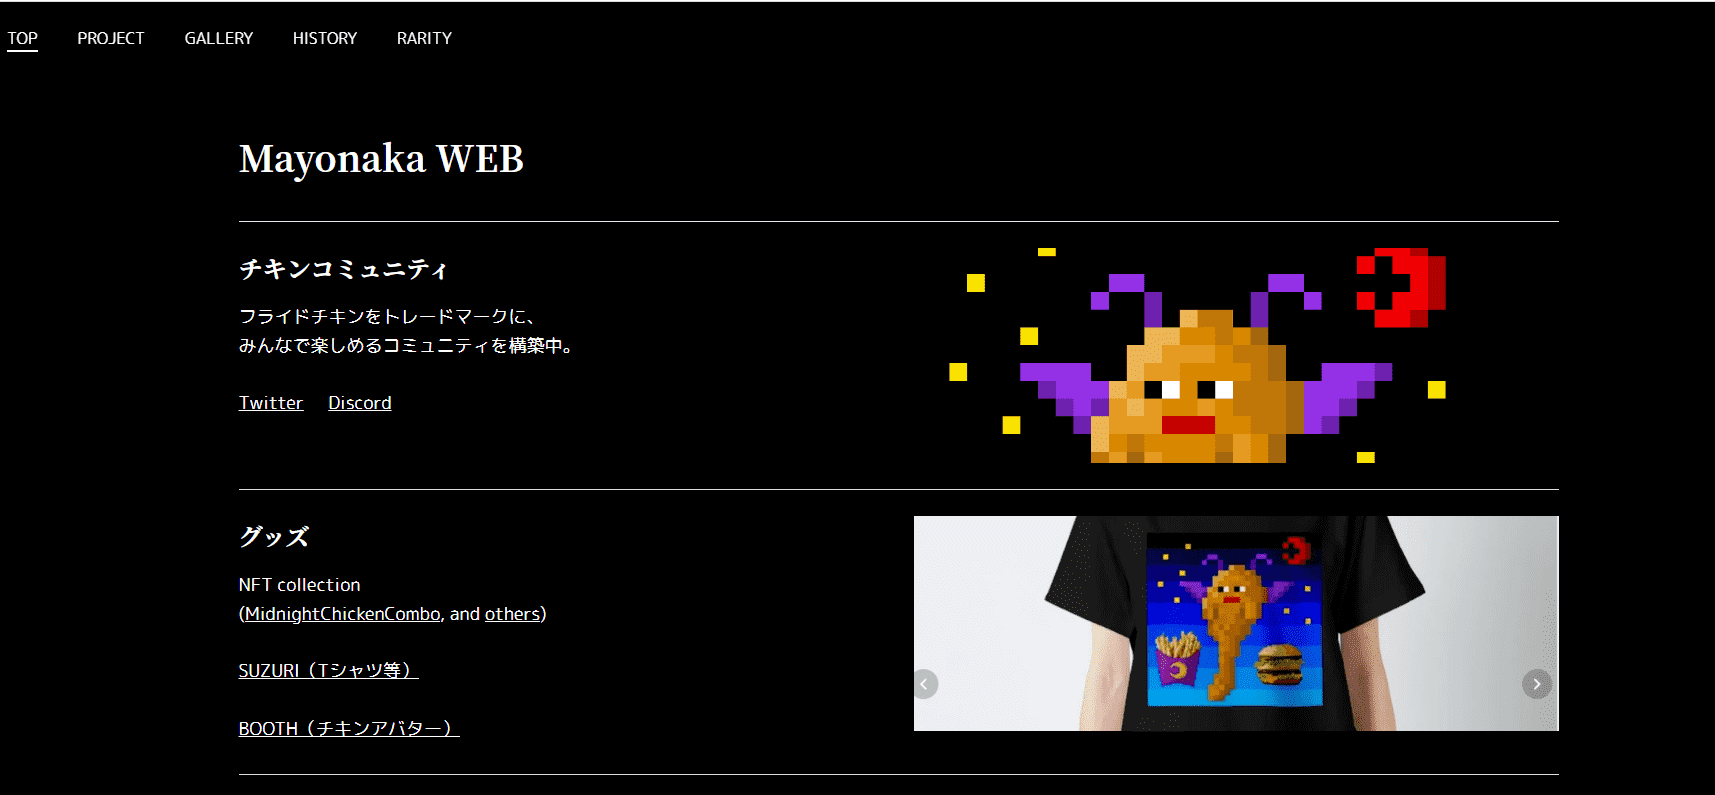 TOP PROJECT GALLERY HISTORY RARITY
Mayonaka WEB
チキンコミュニティ
フライドチキンをトレードマークに、
みんなで楽しめるコミュニティを構築中。
Twitter Discord
グッズ
NFT collection
(MidnightChickenCombo, and others)
SUZURI（Tシャツ等）
BOOTH（チキンアバター）